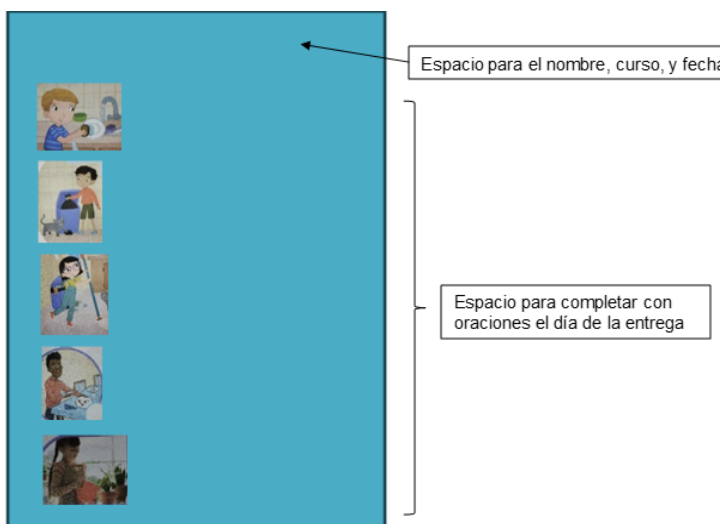 Espacio para el nombre, curso, y fecha
Espacio para completar con
oraciones el día de la entrega